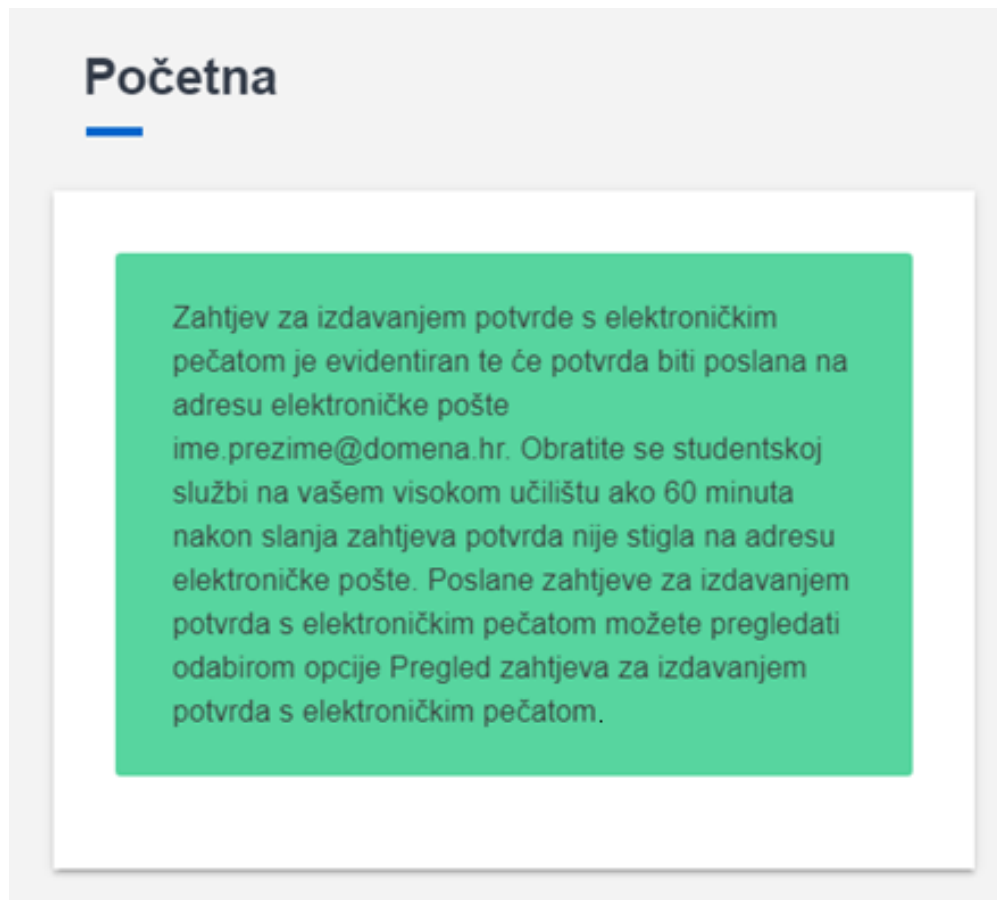 Početna
Zahtjev za izdavanjem potvrde s elektroničkim
pečatom je evidentiran te će potvrda biti poslana na
adresu elektroničke pošte
ime.prezime@domena.hr. Obratite se studentskoj
službi na vašem visokom učilištu ako 60 minuta
nakon slanja zahtjeva potvrda nije stigla na adresu
elektroničke pošte. Poslane zahtjeve za izdavanjem
potvrda s elektroničkim pečatom možete pregledati
odabirom opcije Pregled zahtjeva za izdavanjem
potvrda s elektroničkim pečatom.